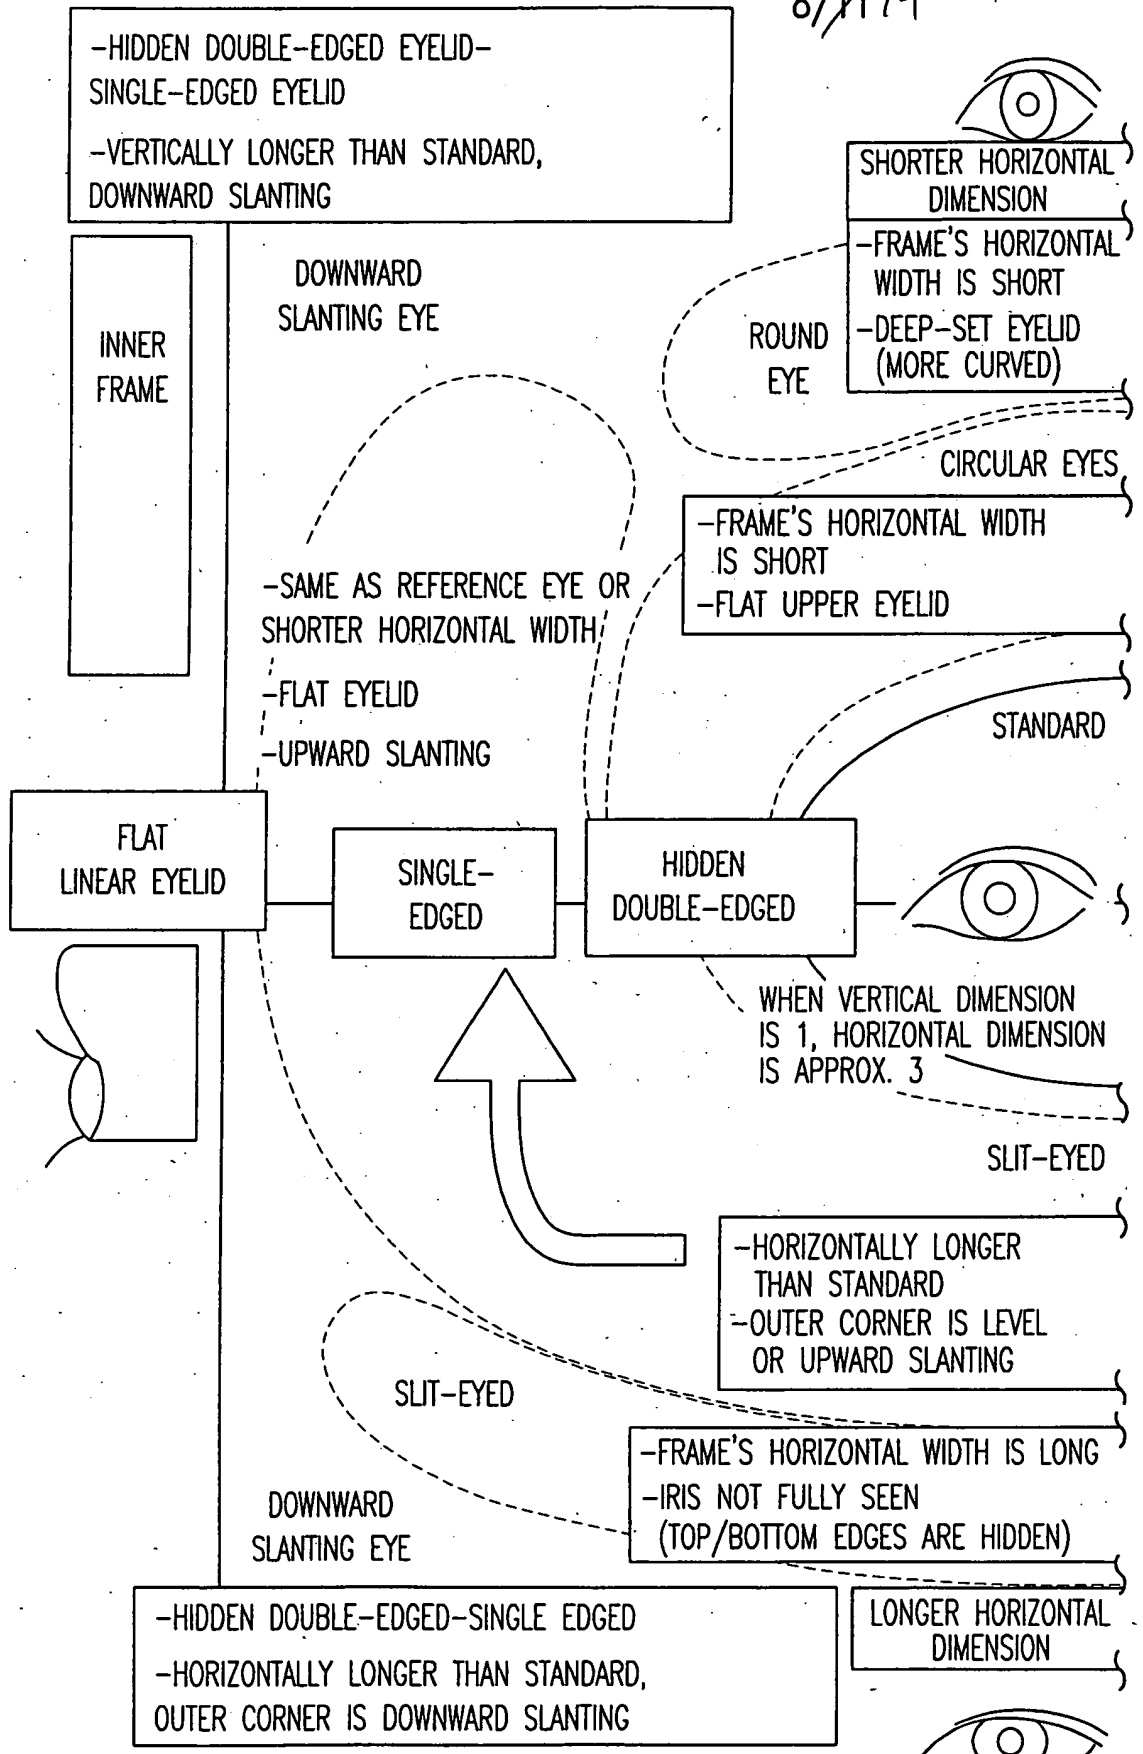 -HIDDEN DOUBLE-EDGED EYELID-
SINGLE-EDGED EYELID
-VERTICALLY LONGER THAN STANDARD,
DOWNWARD SLANTING
SHORTER HORIZONTAL
DIMENSION
-FRAME'S HORIZONTAL
WIDTH IS SHORT
-DEEP-SET EYELID
(MORE CURVED)
DOWNWARD
SLANTING EYE
INNER
FRAME
ROUND
EYE
CIRCULAR EYES
-FRAME'S HORIZONTAL WIDTH
IS SHORT
-FLAT UPPER EYELID
-SAME AS REFERENCE EYE OR
SHORTER HORIZONTAL WIDTH
-FLAT EYELID
-UPWARD SLANTING
STANDARD
FLAT
LINEAR EYELID
SINGLE-
EDGED
HIDDEN
DOUBLE-EDGED
WHEN VERTICAL DIMENSION
IS 1, HORIZONTAL DIMENSION
IS APPROX. 3
SLIT-EYED
-HORIZONTALLY LONGER
THAN STANDARD
-OUTER CORNER IS LEVEL
OR UPWARD SLANTING
SLIT-EYED
-FRAME'S HORIZONTAL WIDTH IS LONG
-IRIS NOT FULLY SEEN
(TOP/BOTTOM EDGES ARE HIDDEN)
DOWNWARD
SLANTING EYE
-HIDDEN DOUBLE-EDGED-SINGLE EDGED
-HORIZONTALLY LONGER THAN STANDARD,
OUTER CORNER IS DOWNWARD SLANTING
LONGER HORIZONTAL
DIMENSION